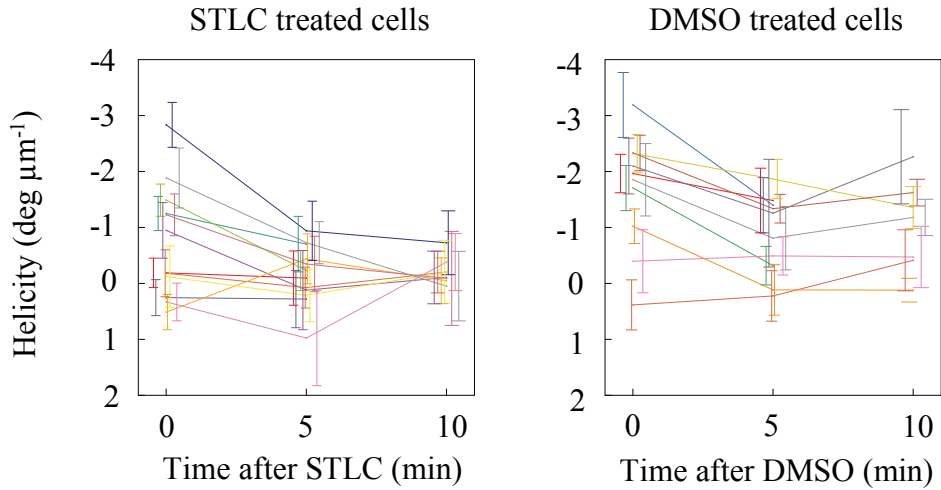 STLC treated cells
DMSO treated cells
Helicity (deg μm⁻¹)
-4
-3
-2
-1
0
1
2
0 5 10
Time after STLC (min)
-4
-3
-2
-1
0
1
2
0 5 10
Time after DMSO (min)